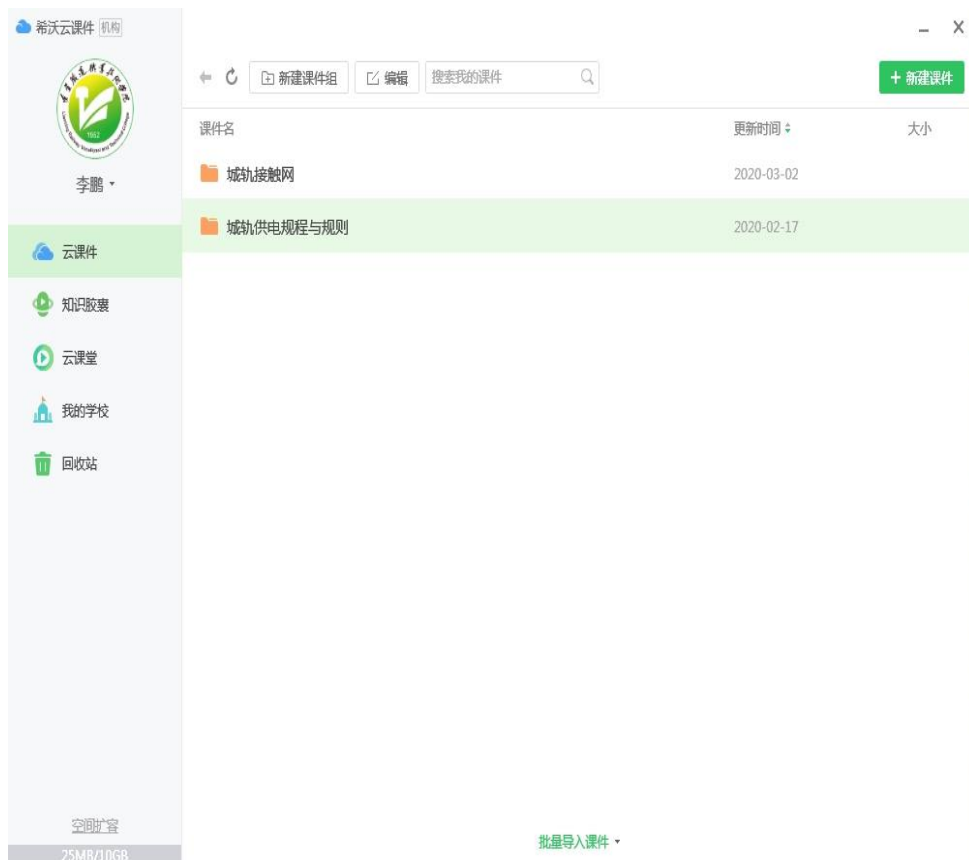 希沃云课件 机构
李鹏
云课件
知识胶囊
云课堂
我的学校
回收站
空间扩容
25MB/10GB
新建课件组 编辑 搜索我的课件 + 新建课件
课件名 更新时间 大小
城轨接触网 2020-03-02
城轨供电规程与规则 2020-02-17
批量导入课件